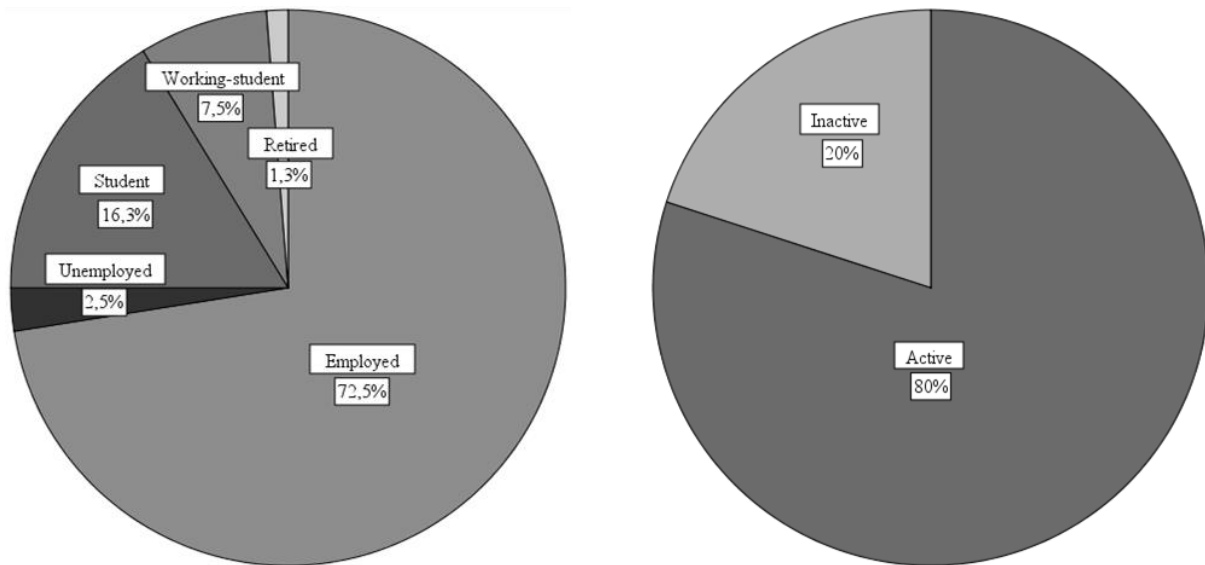 Working-student
7,5%
Retired
1,3%
Student
16,3%
Unemployed
2,5%
Employed
72,5%
Inactive
20%
Active
80%